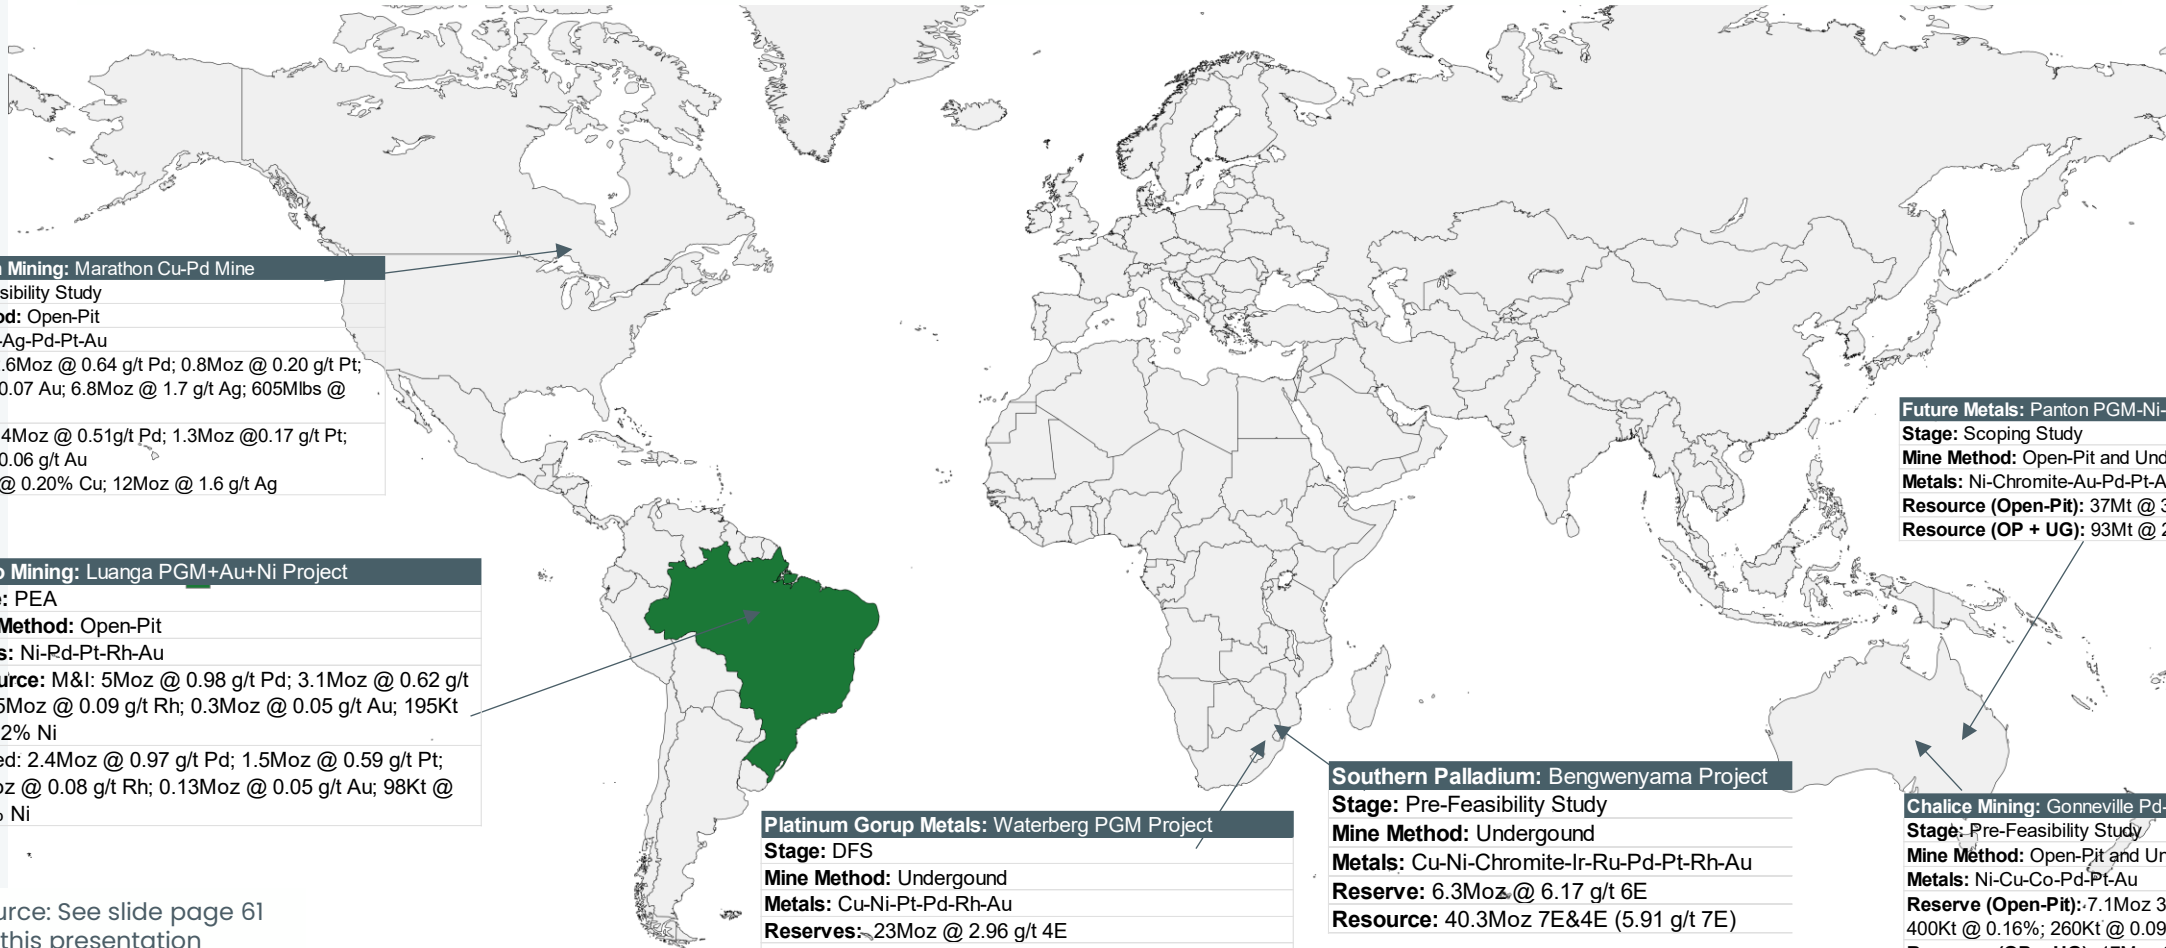 Mining: Marathon Cu-Pd Mine
sibility Study
od: Open-Pit
-Ag-Pd-Pt-Au
.6Moz @ 0.64 g/t Pd; 0.8Moz @ 0.20 g/t Pt;
0.07 Au; 6.8Moz @ 1.7 g/t Ag; 605Mlbs @
4Moz @ 0.51g/t Pd; 1.3Moz @0.17 g/t Pt;
0.06 g/t Au
@ 0.20% Cu; 12Moz @ 1.6 g/t Ag
o Mining: Luanga PGM+Au+Ni Project
: PEA
Method: Open-Pit
s: Ni-Pd-Pt-Rh-Au
urce: M&I: 5Moz @ 0.98 g/t Pd; 3.1Moz @ 0.62 g/t
5Moz @ 0.09 g/t Rh; 0.3Moz @ 0.05 g/t Au; 195Kt
2% Ni
ed: 2.4Moz @ 0.97 g/t Pd; 1.5Moz @ 0.59 g/t Pt;
oz @ 0.08 g/t Rh; 0.13Moz @ 0.05 g/t Au; 98Kt @
Ni
urce: See slide page 61
this presentation
Platinum Gorup Metals: Waterberg PGM Project
Stage: DFS
Mine Method: Undergound
Metals: Cu-Ni-Pt-Pd-Rh-Au
Reserves: 23Moz @ 2.96 g/t 4E
Southern Palladium: Bengwenyama Project
Stage: Pre-Feasibility Study
Mine Method: Undergound
Metals: Cu-Ni-Chromite-Ir-Ru-Pd-Pt-Rh-Au
Reserve: 6.3Moz @ 6.17 g/t 6E
Resource: 40.3Moz 7E&4E (5.91 g/t 7E)
Future Metals: Panton PGM-Ni-
Stage: Scoping Study
Mine Method: Open-Pit and Und
Metals: Ni-Chromite-Au-Pd-Pt-A
Resource (Open-Pit): 37Mt @ 3
Resource (OP + UG): 93Mt @ 2
Chalice Mining: Gonneville Pd-
Stage: Pre-Feasibility Study
Mine Method: Open-Pit and Un
Metals: Ni-Cu-Co-Pd-Pt-Au
Reserve (Open-Pit): 7.1Moz 3
400Kt @ 0.16%; 260Kt @ 0.09